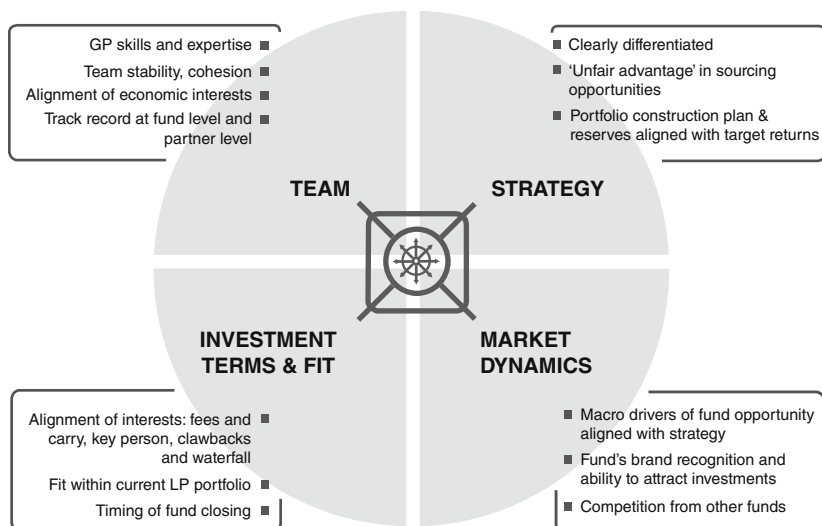 GP skills and expertise
Team stability, cohesion
Alignment of economic interests
Track record at fund level and
partner level
Clearly differentiated
‘Unfair advantage’ in sourcing
opportunities
Portfolio construction plan &
reserves aligned with target returns
TEAM
STRATEGY
INVESTMENT
TERMS & FIT
MARKET
DYNAMICS
Alignment of interests: fees and
carry, key person, clawbacks
and waterfall
Fit within current LP portfolio
Timing of fund closing
Macro drivers of fund opportunity
aligned with strategy
Fund’s brand recognition and
ability to attract investments
Competition from other funds